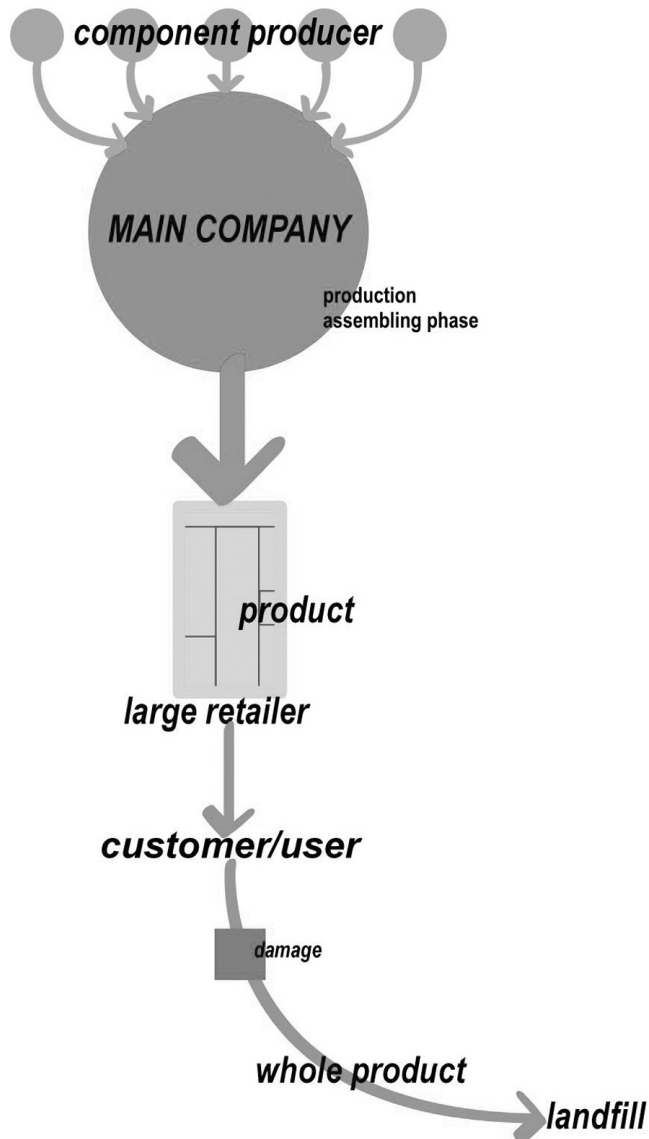 component producer
MAIN COMPANY
production
assembling phase
product
large retailer
customer/user
damage
whole product
landfill